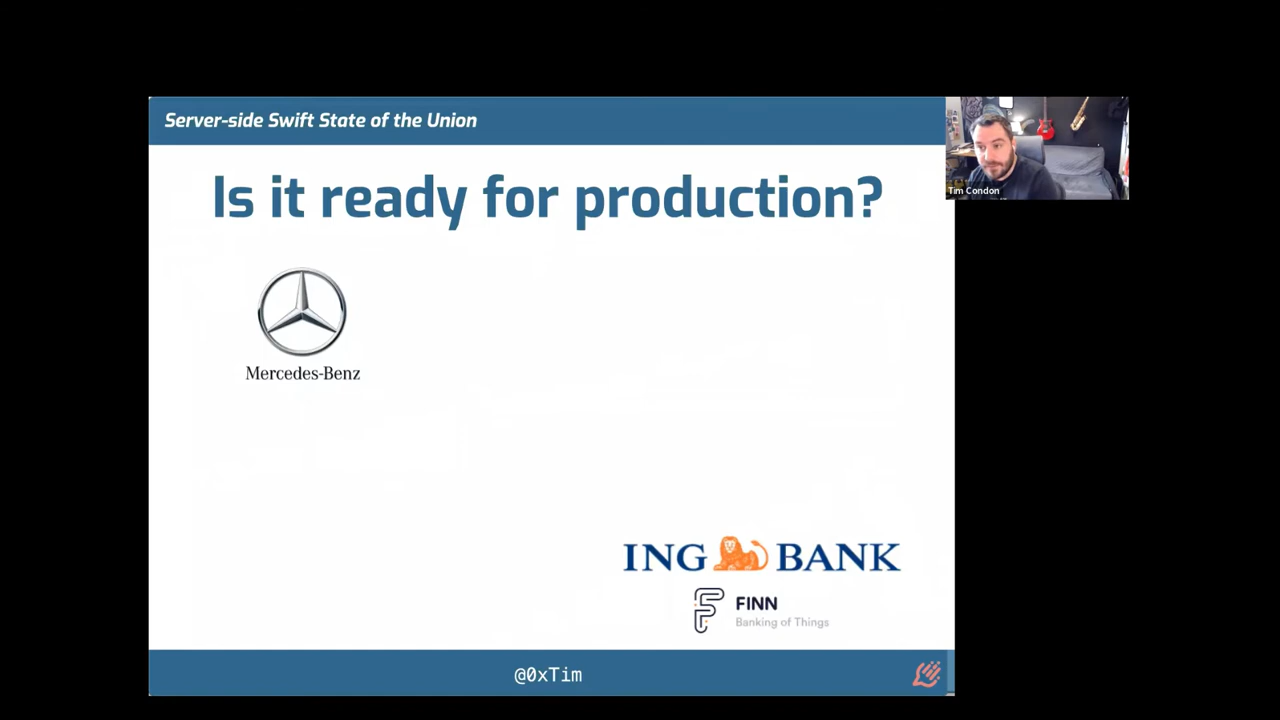 Server-side Swift State of the Union
Tim Condon
Is it ready for production?
Mercedes-Benz
ING BANK
FINN
Banking of Things
@0xTim